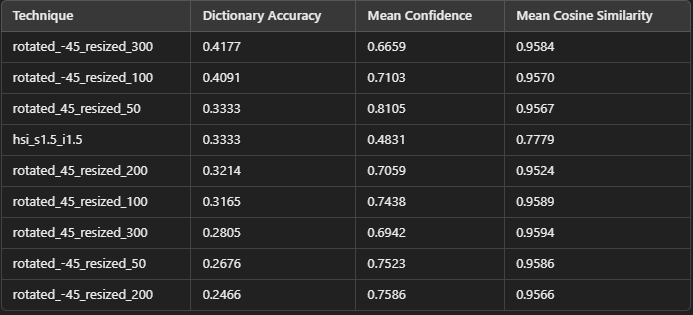 Technique Dictionary Accuracy Mean Confidence Mean Cosine Similarity
rotated_-45_resized_300 0.4177 0.6659 0.9584
rotated_-45_resized_100 0.4091 0.7103 0.9570
rotated_45_resized_50 0.3333 0.8105 0.9567
hsi_s1.5_i1.5 0.3333 0.4831 0.7779
rotated_45_resized_200 0.3214 0.7059 0.9524
rotated_45_resized_100 0.3165 0.7438 0.9589
rotated_45_resized_300 0.2805 0.6942 0.9594
rotated_-45_resized_50 0.2676 0.7523 0.9586
rotated_-45_resized_200 0.2466 0.7586 0.9566